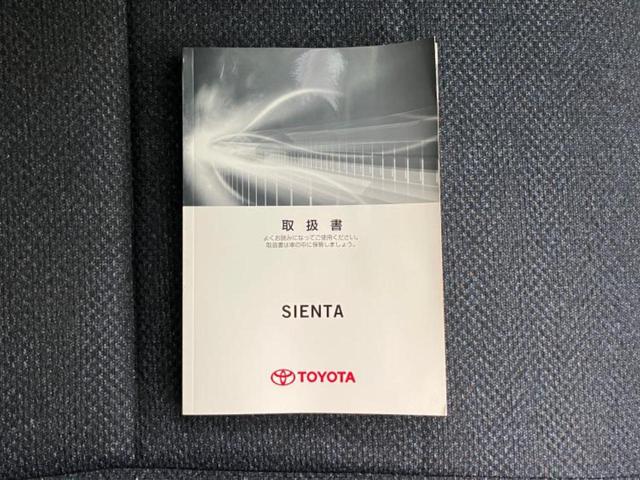 取扱書
よくお読みになってご使用ください。
取扱書は車の中に保管しましょう。
SIENTA
TOYOTA